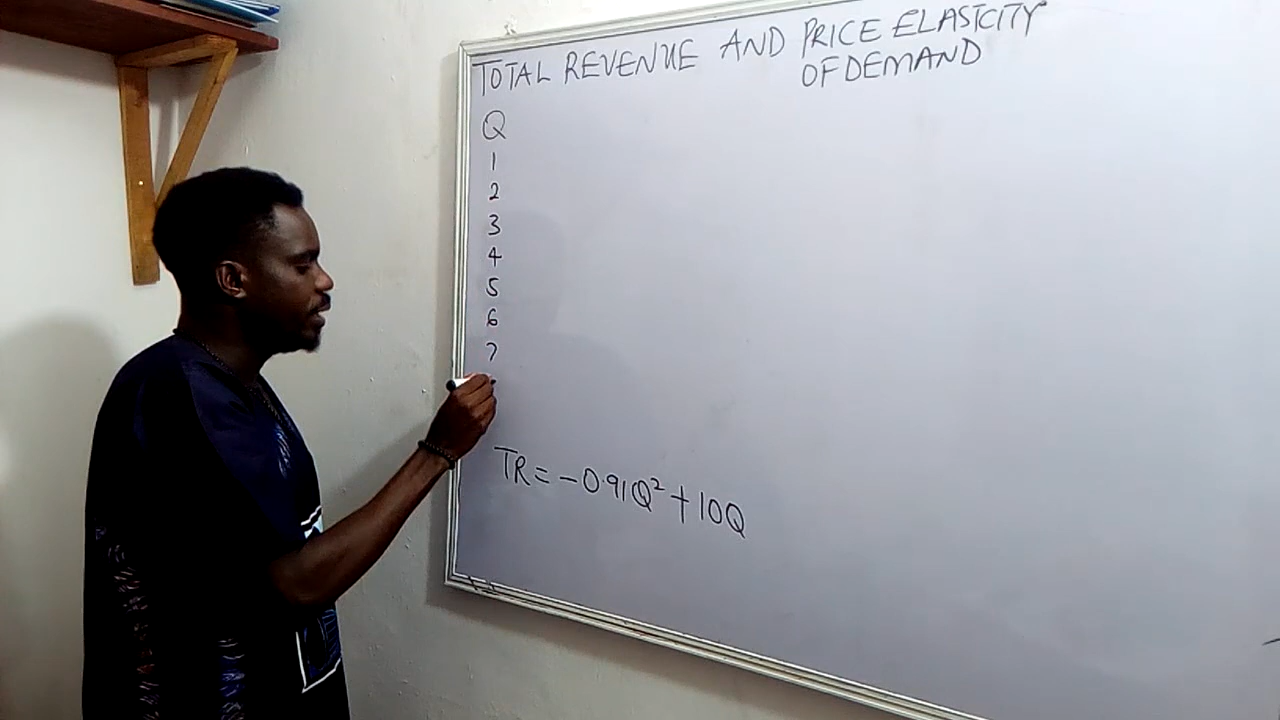 TOTAL REVENUE AND PRICE ELASTCITY
OF DEMAND
Q
1
2
3
4
5
6
7
TR = -0.91Q² + 10Q